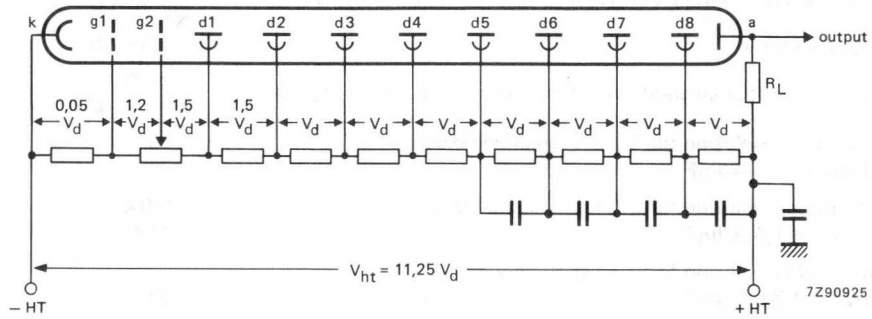 k g1 g2 d1 d2 d3 d4 d5 d6 d7 d8 a
output
R_L
0,05 1,2 1,5 1,5
V_d V_d V_d V_d V_d V_d V_d V_d V_d V_d V_d
V_ht = 11,25 V_d
7Z90925
– HT + HT